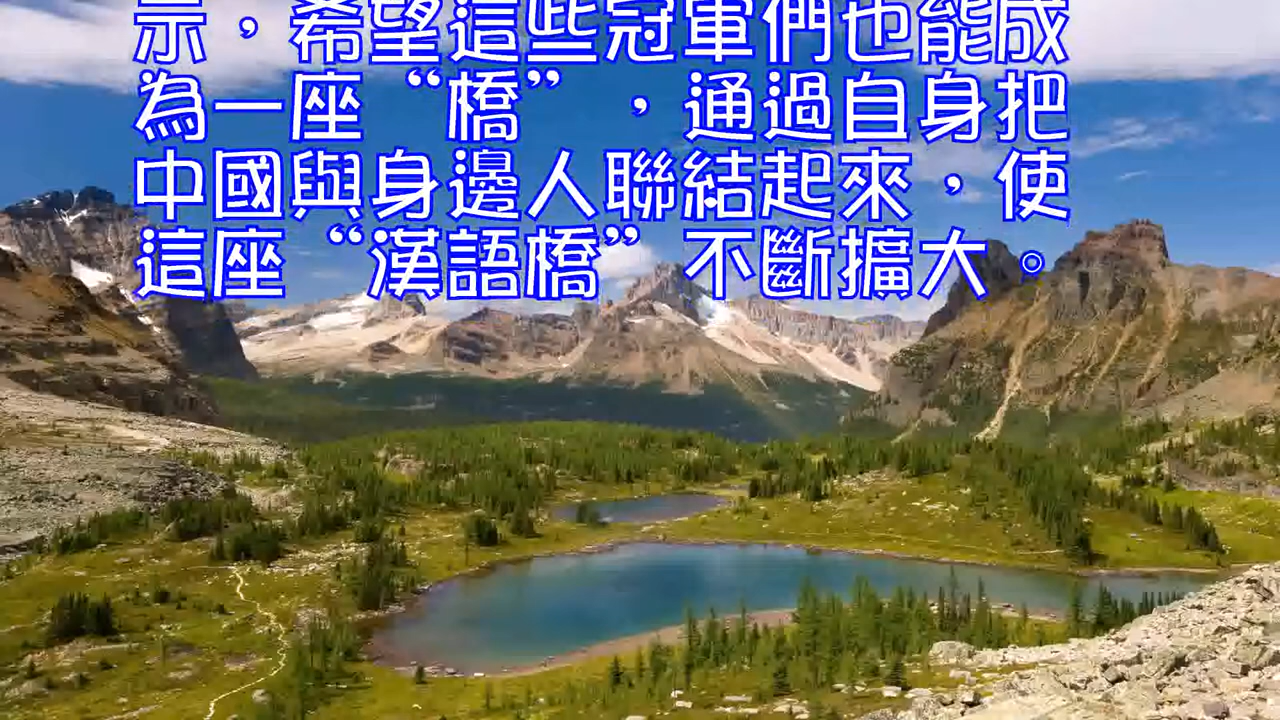 示，希望這些冠軍們也能成
為一座“橋”，通過自身把
中國與身邊人聯結起來，使
這座“漢語橋”不斷擴大。